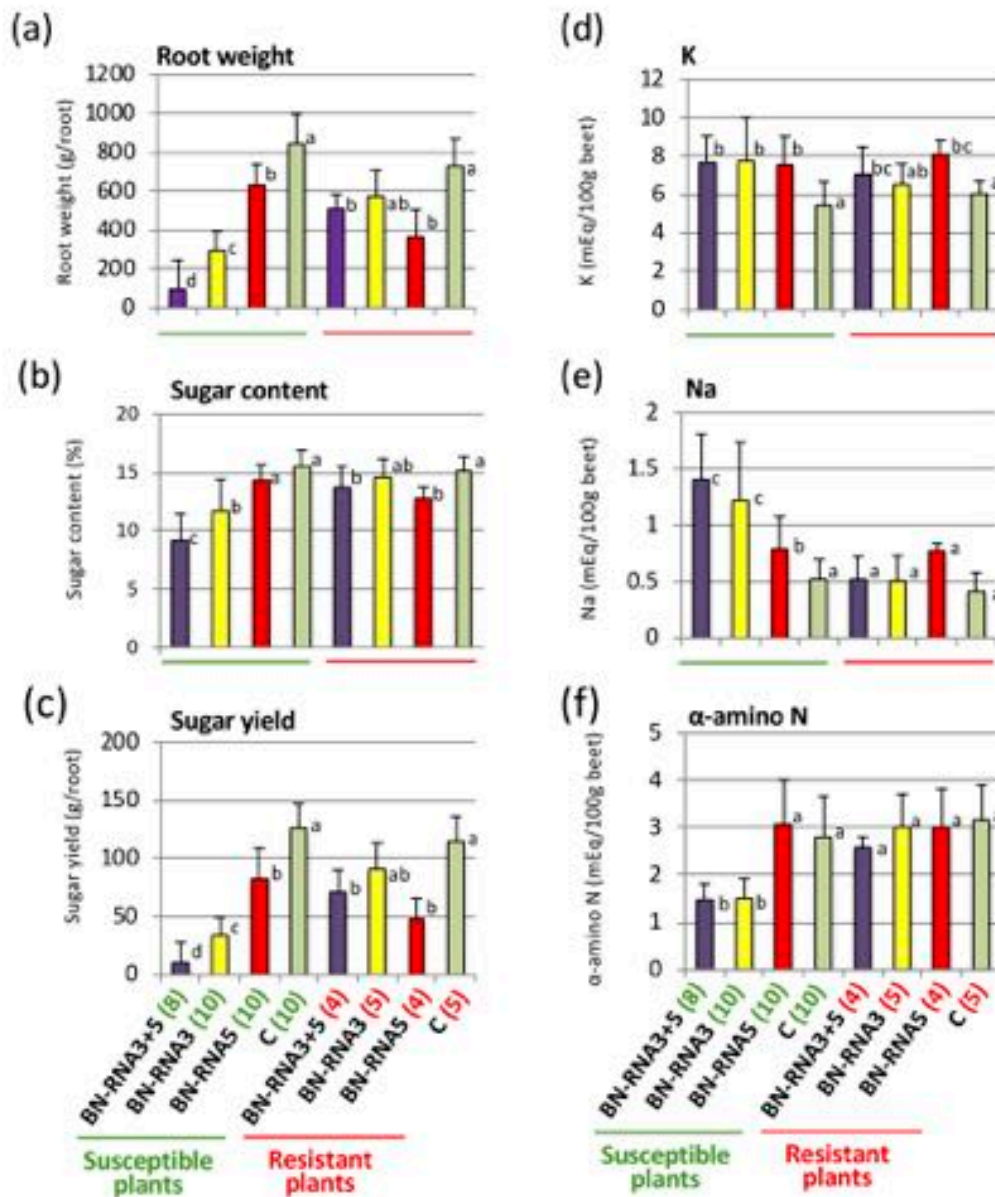 (a)
Root weight
Root weight (g/root)
1200
1000
800
600
400
200
0
d
c
b
a
b
ab
b
a
(b)
Sugar content
Sugar content (%)
20
15
10
5
0
c
b
a
a
b
ab
b
a
(c)
Sugar yield
Sugar yield (g/root)
200
150
100
50
0
d
c
b
a
b
ab
b
a
BN-RNA3+5 (8)
BN-RNA3 (10)
BN-RNA5 (10)
C (10)
BN-RNA3+5 (4)
BN-RNA3 (5)
BN-RNA5 (4)
C (5)
Susceptible
plants
Resistant
plants
(d)
K
K (mEq/100g beet)
12
10
8
6
4
2
0
b
b
b
a
bc
ab
bc
a
(e)
Na
Na (mEq/100g beet)
2
1.5
1
0.5
0
c
c
b
a
a
a
a
a
(f)
α-amino N
α-amino N (mEq/100g beet)
5
4
3
2
1
0
b
b
a
a
a
a
a
BN-RNA3+5 (8)
BN-RNA3 (10)
BN-RNA5 (10)
C (10)
BN-RNA3+5 (4)
BN-RNA3 (5)
BN-RNA5 (4)
C (5)
Susceptible
plants
Resistant
plants